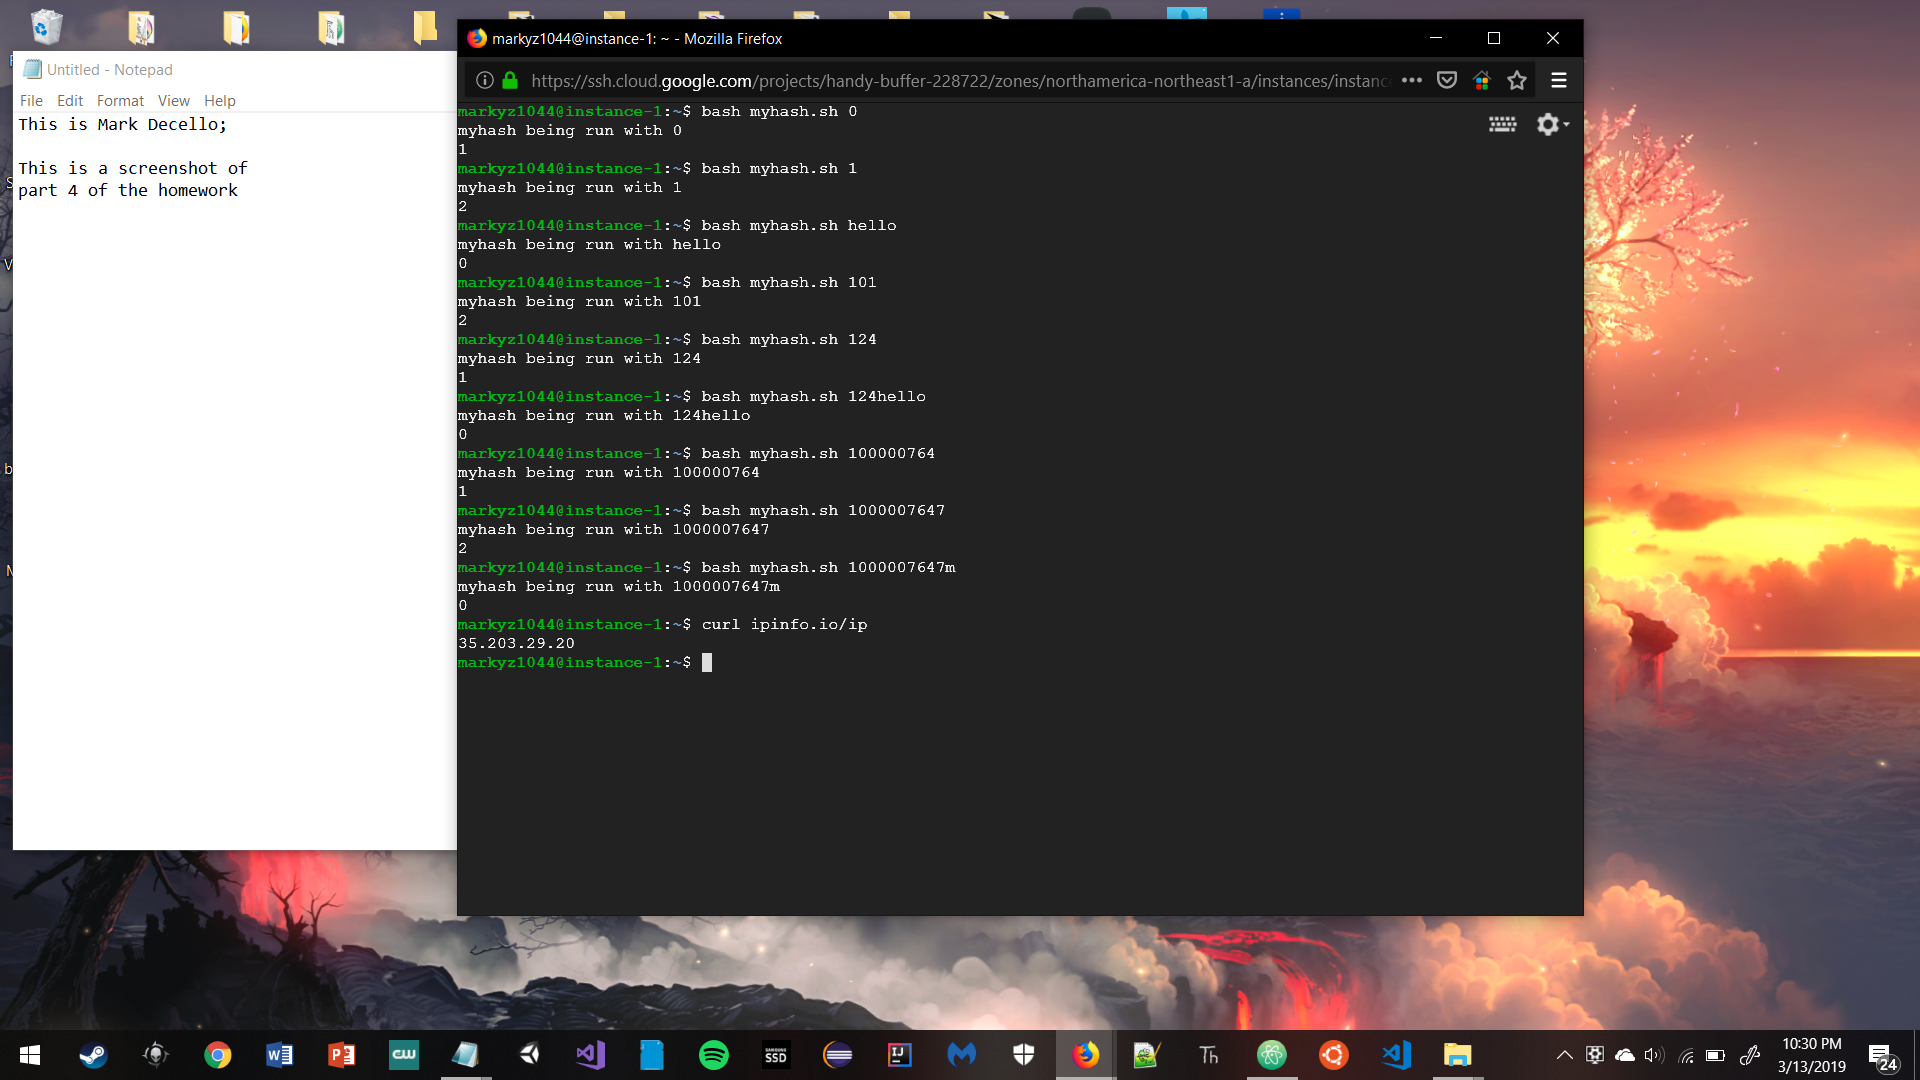 Untitled - Notepad
File Edit Format View Help
This is Mark Decello;
This is a screenshot of
part 4 of the homework
markyz1044@instance-1: ~ - Mozilla Firefox
https://ssh.cloud.google.com/projects/handy-buffer-228722/zones/northamerica-northeast1-a/instances/instanc
markyz1044@instance-1:~$ bash myhash.sh 0
myhash being run with 0
1
markyz1044@instance-1:~$ bash myhash.sh 1
myhash being run with 1
2
markyz1044@instance-1:~$ bash myhash.sh hello
myhash being run with hello
0
markyz1044@instance-1:~$ bash myhash.sh 101
myhash being run with 101
2
markyz1044@instance-1:~$ bash myhash.sh 124
myhash being run with 124
1
markyz1044@instance-1:~$ bash myhash.sh 124hello
myhash being run with 124hello
0
markyz1044@instance-1:~$ bash myhash.sh 100000764
myhash being run with 100000764
1
markyz1044@instance-1:~$ bash myhash.sh 1000007647
myhash being run with 1000007647
2
markyz1044@instance-1:~$ bash myhash.sh 1000007647m
myhash being run with 1000007647m
0
markyz1044@instance-1:~$ curl ipinfo.io/ip
35.203.29.20
markyz1044@instance-1:~$
CW
SAMSUNG SSD
IJ
Th
10:30 PM
3/13/2019
24